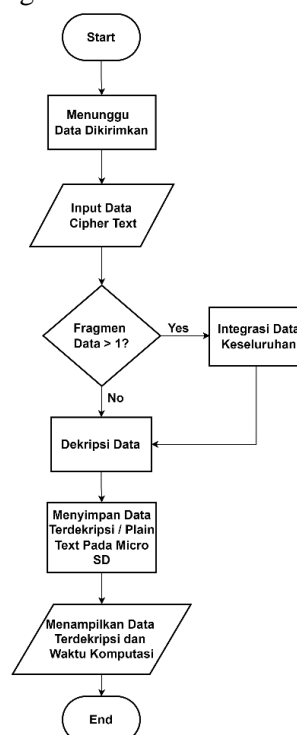 Start
Menunggu
Data Dikirimkan
Input Data
Cipher Text
Fragmen
Data > 1?
Yes
Integrasi Data
Keseluruhan
No
Dekripsi Data
Menyimpan Data
Terdekripsi / Plain
Text Pada Micro
SD
Menampilkan Data
Terdekripsi dan
Waktu Komputasi
End